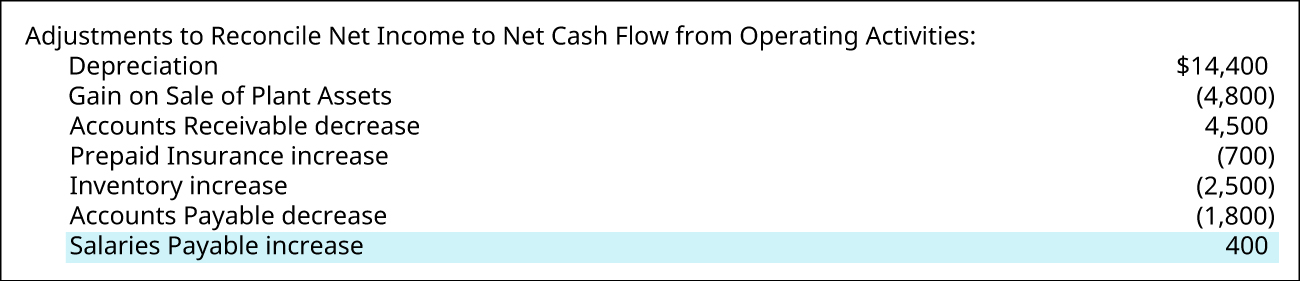 Adjustments to Reconcile Net Income to Net Cash Flow from Operating Activities:
Depreciation $14,400
Gain on Sale of Plant Assets (4,800)
Accounts Receivable decrease 4,500
Prepaid Insurance increase (700)
Inventory increase (2,500)
Accounts Payable decrease (1,800)
Salaries Payable increase 400